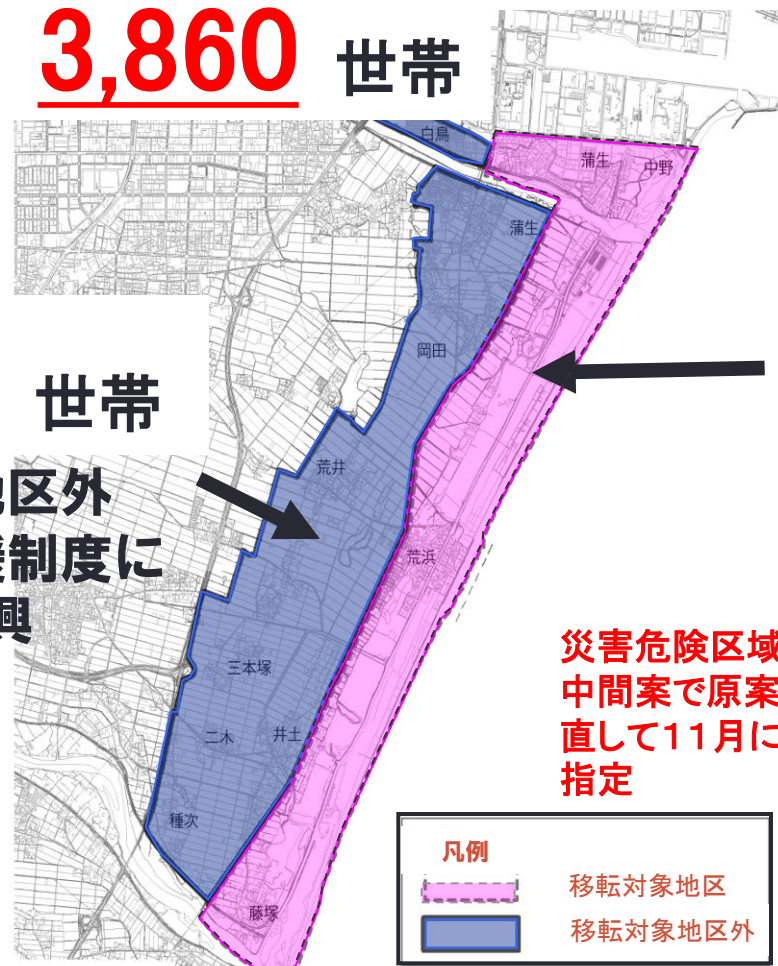 3,860 世帯
白鳥
蒲生
中野
蒲生
岡田
世帯
荒井
地区外
援制度に
興
荒浜
災害危険区域
中間案で原案
直して11月に
指定
三本塚
二木
井土
種次
藤塚
凡例
移転対象地区
移転対象地区外